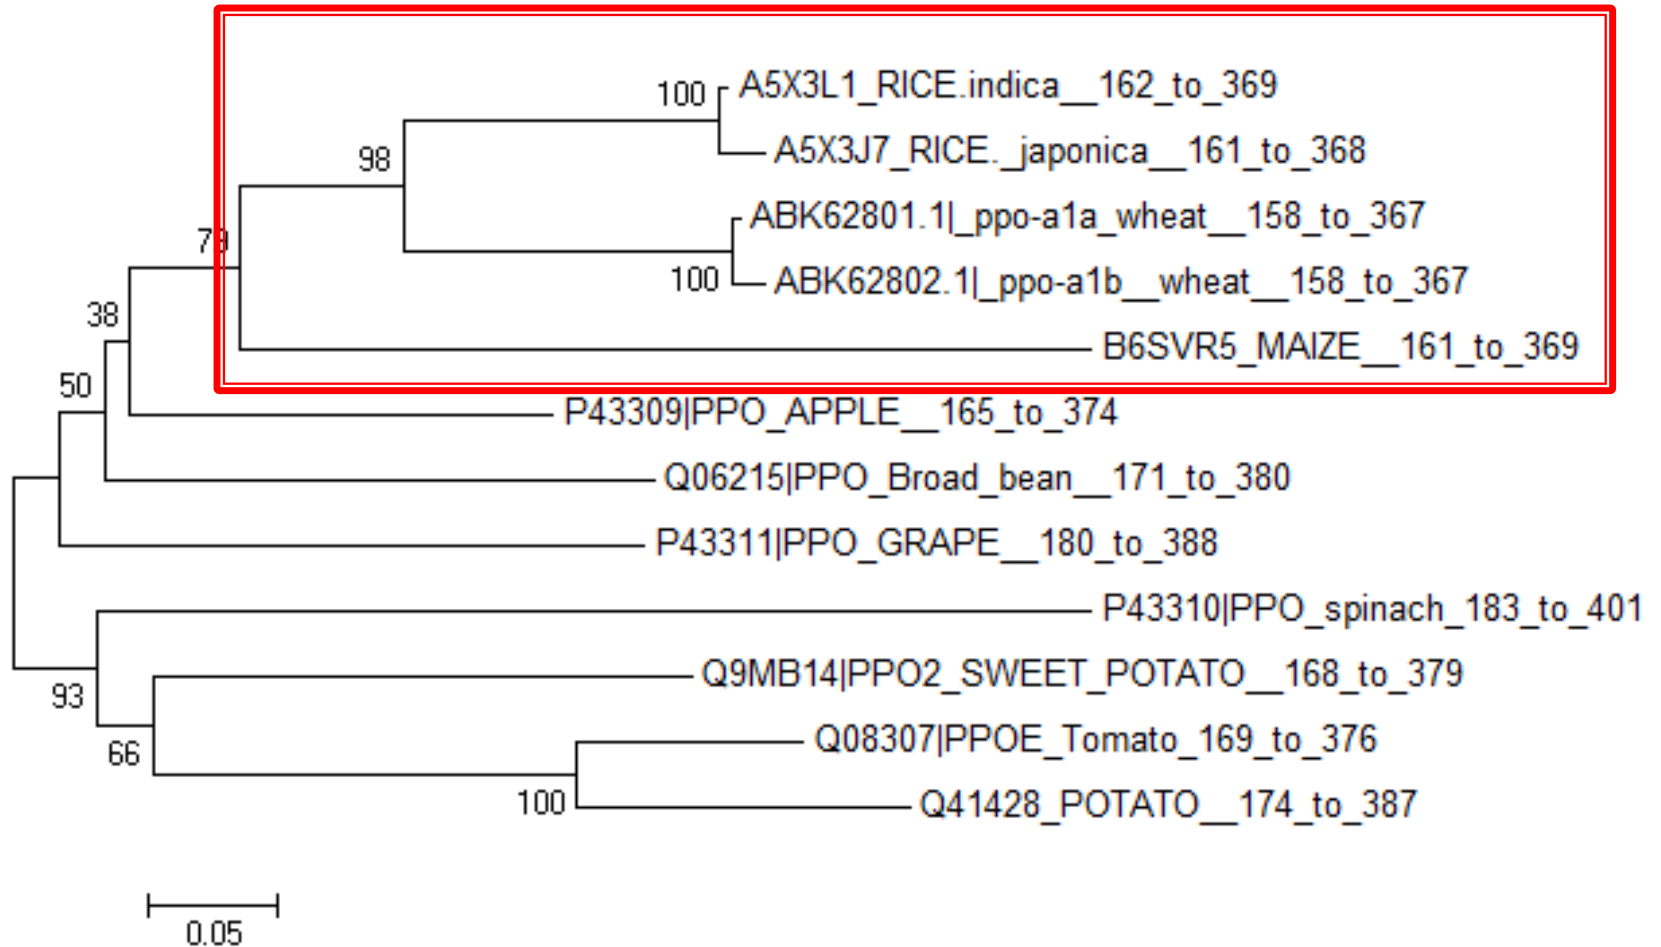 100
A5X3L1_RICE.indica__162_to_369
A5X3J7_RICE._japonica__161_to_368
98
ABK62801.1|_ppo-a1a_wheat__158_to_367
79
100
ABK62802.1|_ppo-a1b__wheat__158_to_367
38
B6SVR5_MAIZE__161_to_369
50
P43309|PPO_APPLE__165_to_374
Q06215|PPO_Broad_bean__171_to_380
P43311|PPO_GRAPE__180_to_388
P43310|PPO_spinach_183_to_401
93
Q9MB14|PPO2_SWEET_POTATO__168_to_379
66
Q08307|PPOE_Tomato_169_to_376
100
Q41428_POTATO__174_to_387
0.05